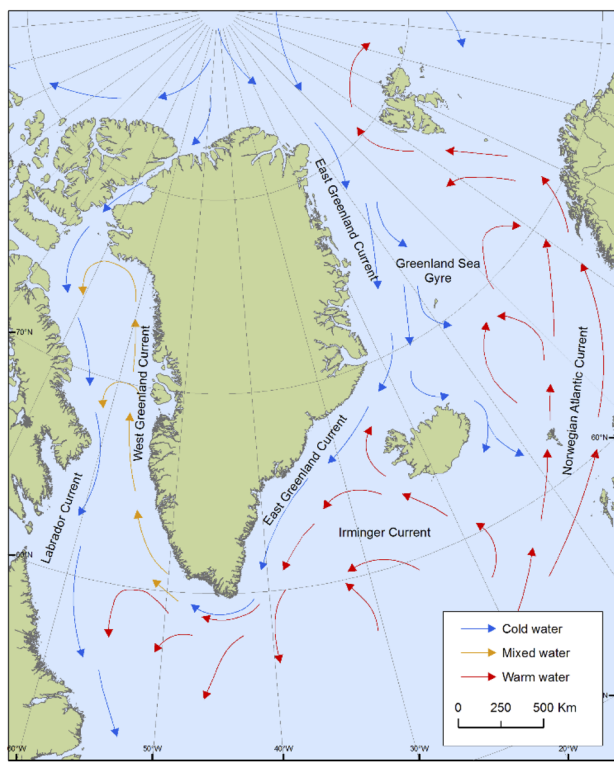 East Greenland Current
Greenland Sea
Gyre
70°N
West Greenland Current
Norwegian Atlantic Current
60°N
East Greenland Current
Labrador Current
Irminger Current
60°N
Cold water
Mixed water
Warm water
0 250 500 Km
60°W
50°W
40°W
30°W
20°W